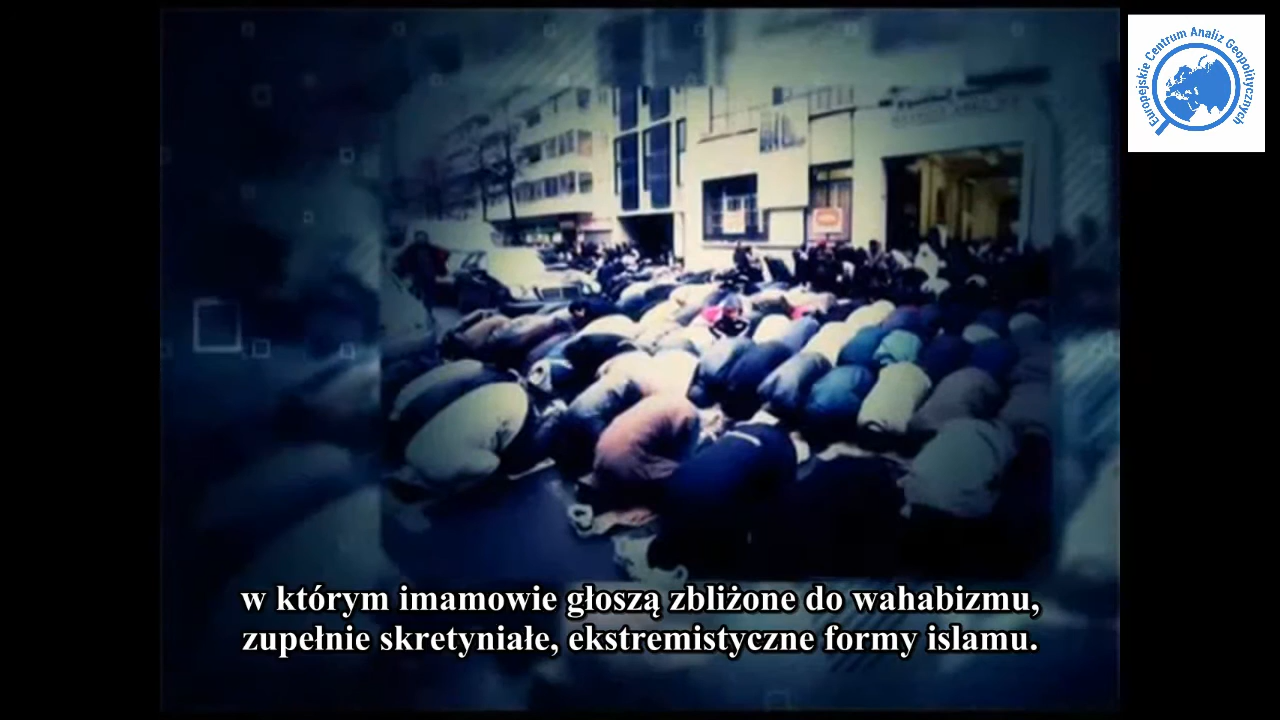 Europejskie Centrum Analiz Geopolitycznych
w którym imamowie głoszą zbliżone do wahabizmu,
zupełnie skretyniałe, ekstremistyczne formy islamu.